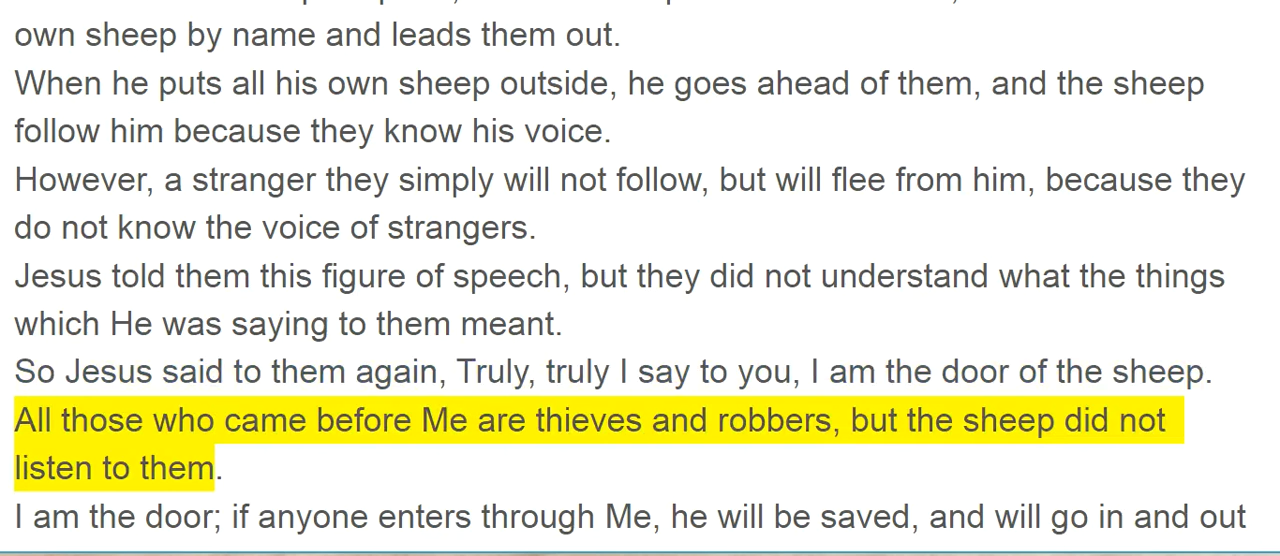 own sheep by name and leads them out.
When he puts all his own sheep outside, he goes ahead of them, and the sheep
follow him because they know his voice.
However, a stranger they simply will not follow, but will flee from him, because they
do not know the voice of strangers.
Jesus told them this figure of speech, but they did not understand what the things
which He was saying to them meant.
So Jesus said to them again, Truly, truly I say to you, I am the door of the sheep.
All those who came before Me are thieves and robbers, but the sheep did not
listen to them.
I am the door; if anyone enters through Me, he will be saved, and will go in and out